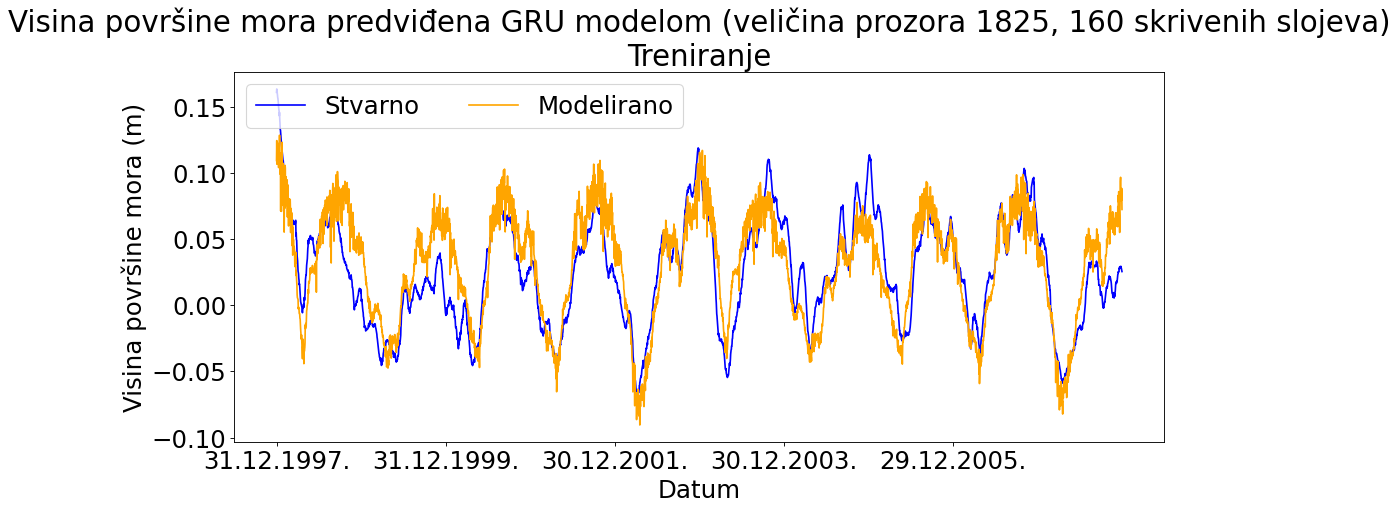 Visina površine mora predviđena GRU modelom (veličina prozora 1825, 160 skrivenih slojeva)
Treniranje
Stvarno
Modelirano
Visina površine mora (m)
0.15
0.10
0.05
0.00
−0.05
−0.10
31.12.1997.
31.12.1999.
30.12.2001.
30.12.2003.
29.12.2005.
Datum